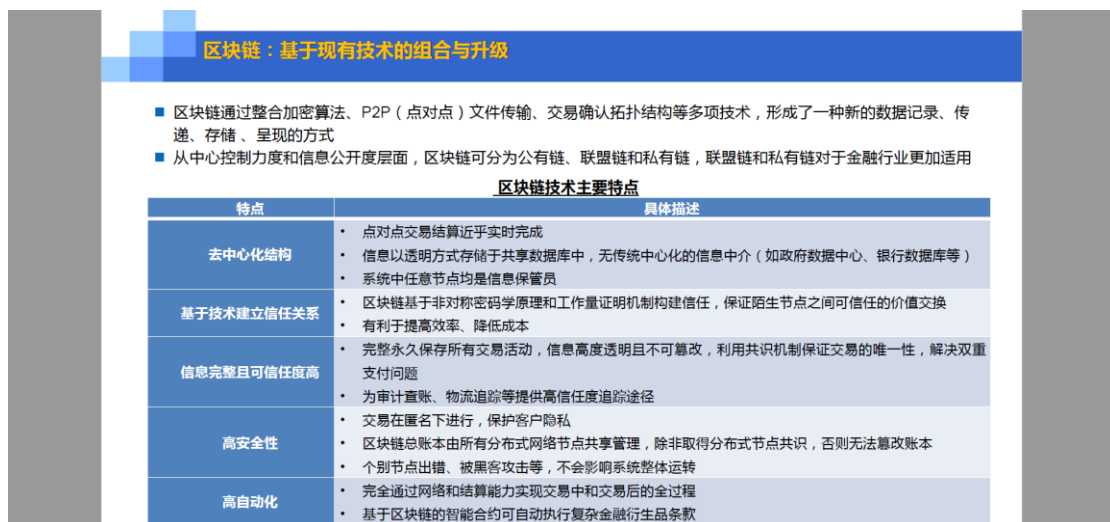 区块链：基于现有技术的组合与升级
区块链通过整合加密算法、P2P（点对点）文件传输、交易确认拓扑结构等多项技术，形成了一种新的数据记录、传
递、存储 、呈现的方式
从中心控制力度和信息公开度层面，区块链可分为公有链、联盟链和私有链，联盟链和私有链对于金融行业更加适用
区块链技术主要特点
特点 具体描述
去中心化结构
• 点对点交易结算近乎实时完成
• 信息以透明方式存储于共享数据库中，无传统中心化的信息中介（如政府数据中心、银行数据库等）
• 系统中任意节点均是信息保管员
基于技术建立信任关系
• 区块链基于非对称密码学原理和工作量证明机制构建信任，保证陌生节点之间可信任的价值交换
• 有利于提高效率、降低成本
信息完整且可信任度高
• 完整永久保存所有交易活动，信息高度透明且不可篡改，利用共识机制保证交易的唯一性，解决双重
支付问题
• 为审计查账、物流追踪等提供高信任度追踪途径
高安全性
• 交易在匿名下进行，保护客户隐私
• 区块链总账本由所有分布式网络节点共享管理，除非取得分布式节点共识，否则无法篡改账本
• 个别节点出错、被黑客攻击等，不会影响系统整体运转
高自动化
• 完全通过网络和结算能力实现交易中和交易后的全过程
• 基于区块链的智能合约可自动执行复杂金融衍生品条款